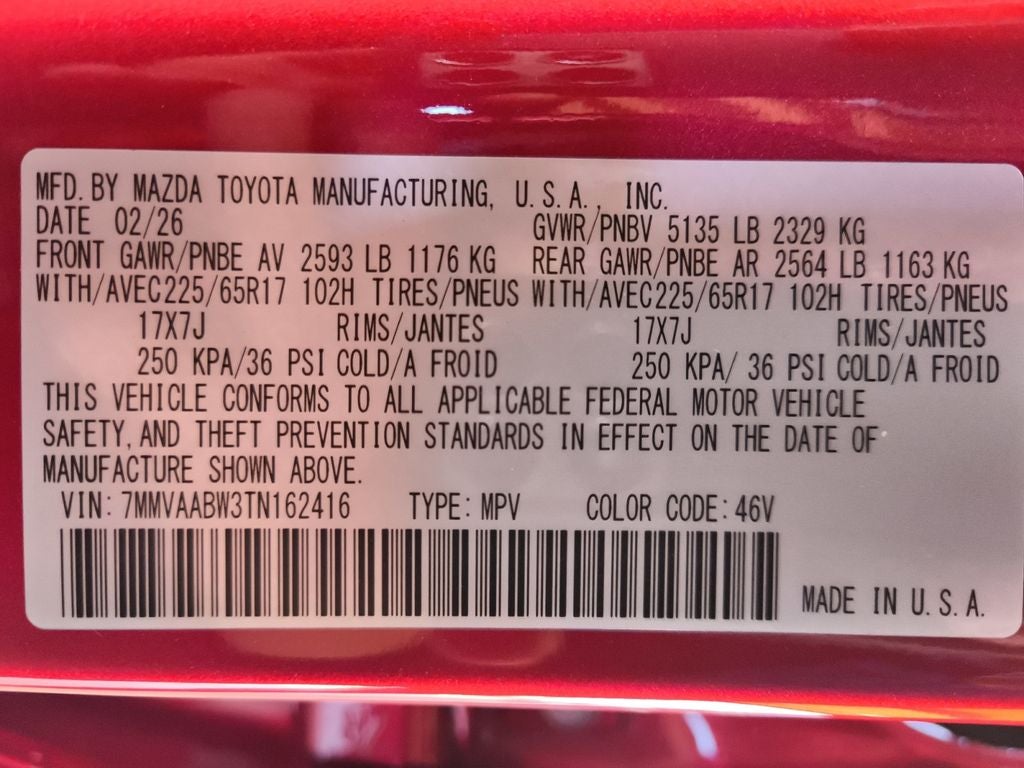 MFD. BY MAZDA TOYOTA MANUFACTURING, U.S.A., INC.
DATE 02/26 GVWR/PNBV 5135 LB 2329 KG
FRONT GAWR/PNBE AV 2593 LB 1176 KG REAR GAWR/PNBE AR 2564 LB 1163 KG
WITH/AVEC225/65R17 102H TIRES/PNEUS WITH/AVEC225/65R17 102H TIRES/PNEUS
17X7J RIMS/JANTES 17X7J RIMS/JANTES
250 KPA/36 PSI COLD/A FROID 250 KPA/ 36 PSI COLD/A FROID
THIS VEHICLE CONFORMS TO ALL APPLICABLE FEDERAL MOTOR VEHICLE
SAFETY, AND THEFT PREVENTION STANDARDS IN EFFECT ON THE DATE OF
MANUFACTURE SHOWN ABOVE.
VIN: 7MMVAABW3TN162416 TYPE: MPV COLOR CODE: 46V
MADE IN U.S.A.